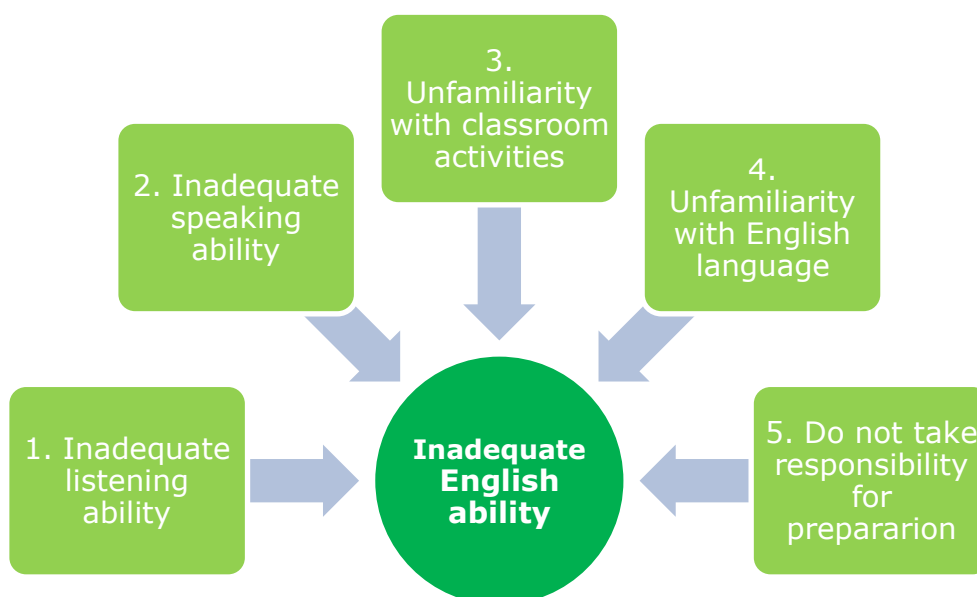 1. Inadequate
listening
ability
2. Inadequate
speaking
ability
3.
Unfamiliarity
with classroom
activities
4.
Unfamiliarity
with English
language
5. Do not take
responsibility
for
prepararion
Inadequate
English
ability